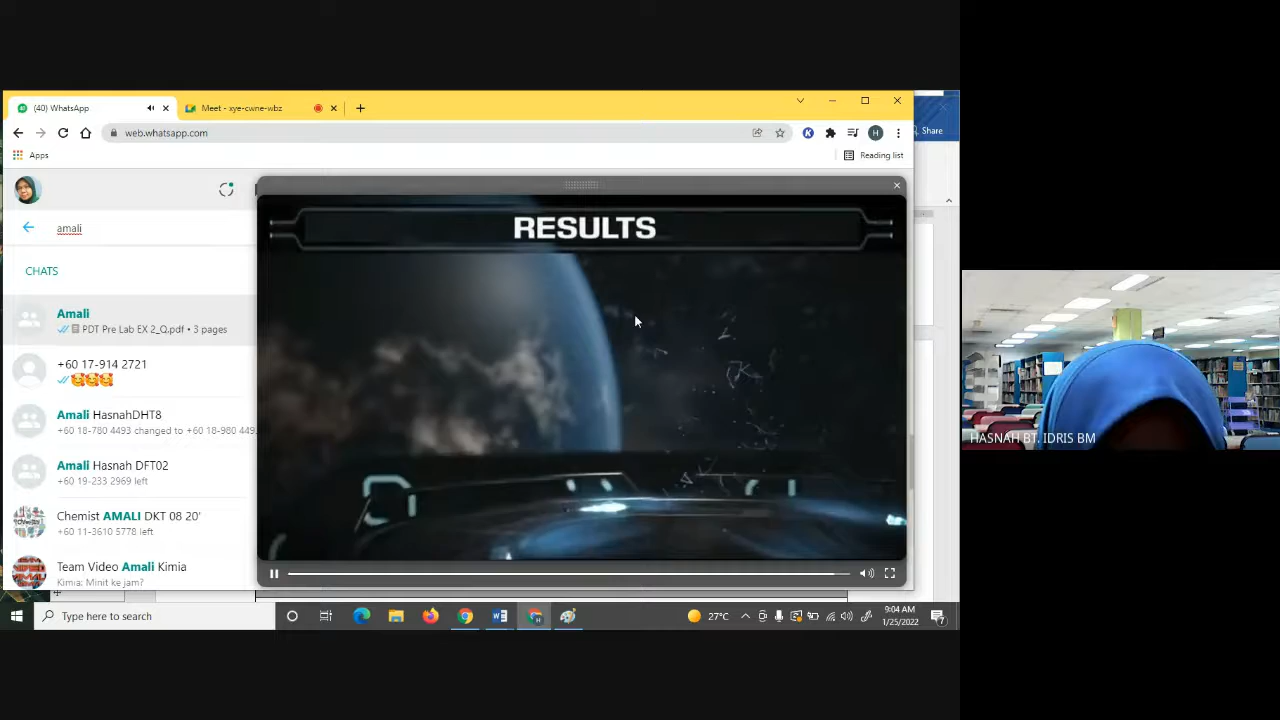 (40) WhatsApp
Meet - xye-cwne-wbz
web.whatsapp.com
H
Share
Apps
Reading list
amali
CHATS
Amali
PDT Pre Lab EX 2_Q.pdf • 3 pages
+60 17-914 2721
🥰🥰🥰
Amali HasnahDHT8
+60 18-780 4493 changed to +60 18-980 449
Amali Hasnah DFT02
+60 19-233 2969 left
Chemist AMALI DKT 08 20'
+60 11-3610 5778 left
Team Video Amali Kimia
Kimia: Minit ke jam?
RESULTS
HASNAH BT. IDRIS BM
Type here to search
27°C
9:04 AM
1/25/2022
7